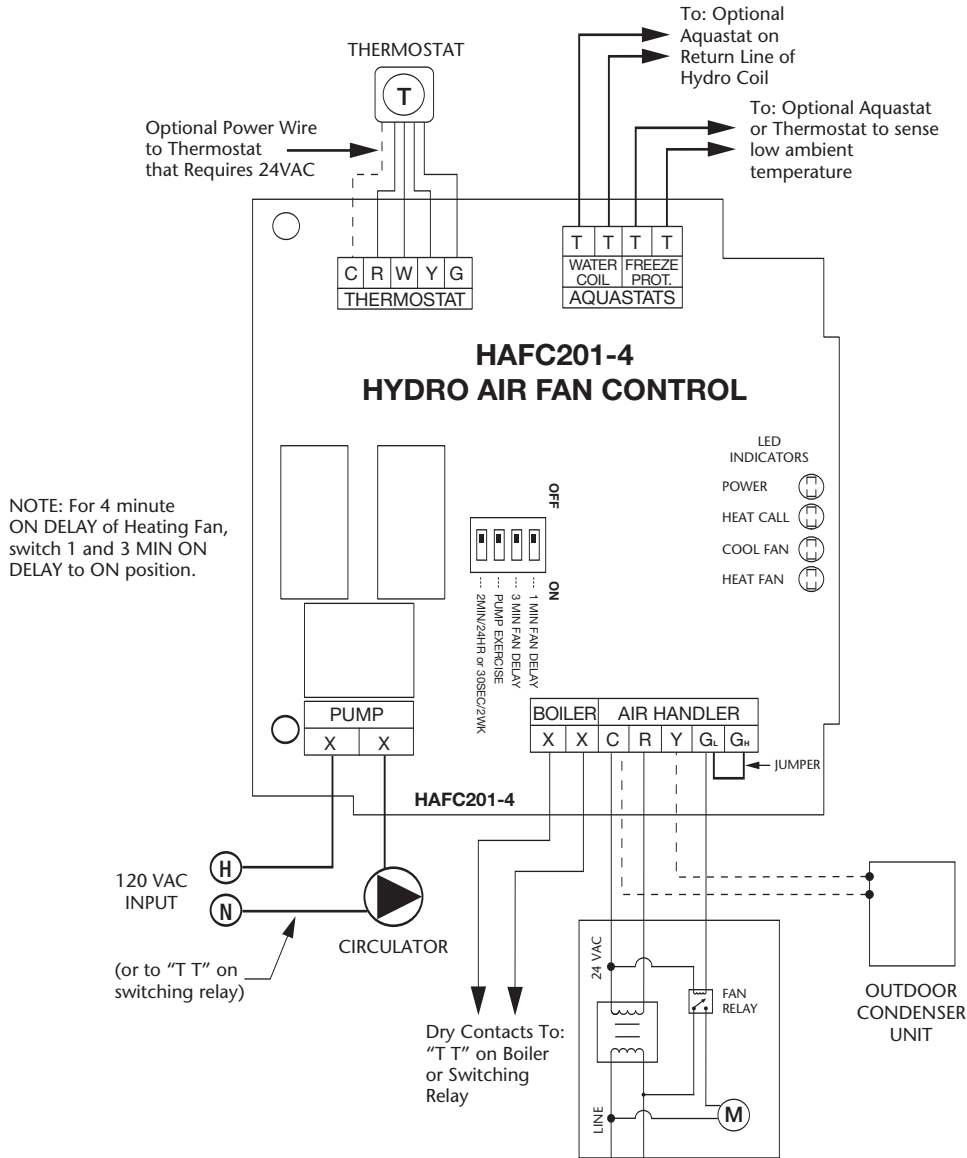 To: Optional
Aquastat on
Return Line of
Hydro Coil
THERMOSTAT
T
To: Optional Aquastat
or Thermostat to sense
low ambient
temperature
Optional Power Wire
to Thermostat
that Requires 24VAC
C R W Y G
THERMOSTAT
T T T T
WATER COIL
FREEZE PROT.
AQUASTATS
HAFC201-4
HYDRO AIR FAN CONTROL
LED
INDICATORS
POWER
HEAT CALL
COOL FAN
HEAT FAN
NOTE: For 4 minute
ON DELAY of Heating Fan,
switch 1 and 3 MIN ON
DELAY to ON position.
OFF
ON
--- 1 MIN FAN DELAY
--- 3 MIN FAN DELAY
--- PUMP EXERCISE
--- 2MIN/24HR or 30SEC/2WK
PUMP
X X
BOILER AIR HANDLER
X X C R Y GL GH
JUMPER
HAFC201-4
120 VAC
INPUT
H
N
CIRCULATOR
(or to “T T” on
switching relay)
Dry Contacts To:
“T T” on Boiler
or Switching
Relay
24 VAC
FAN
RELAY
LINE
M
OUTDOOR
CONDENSER
UNIT